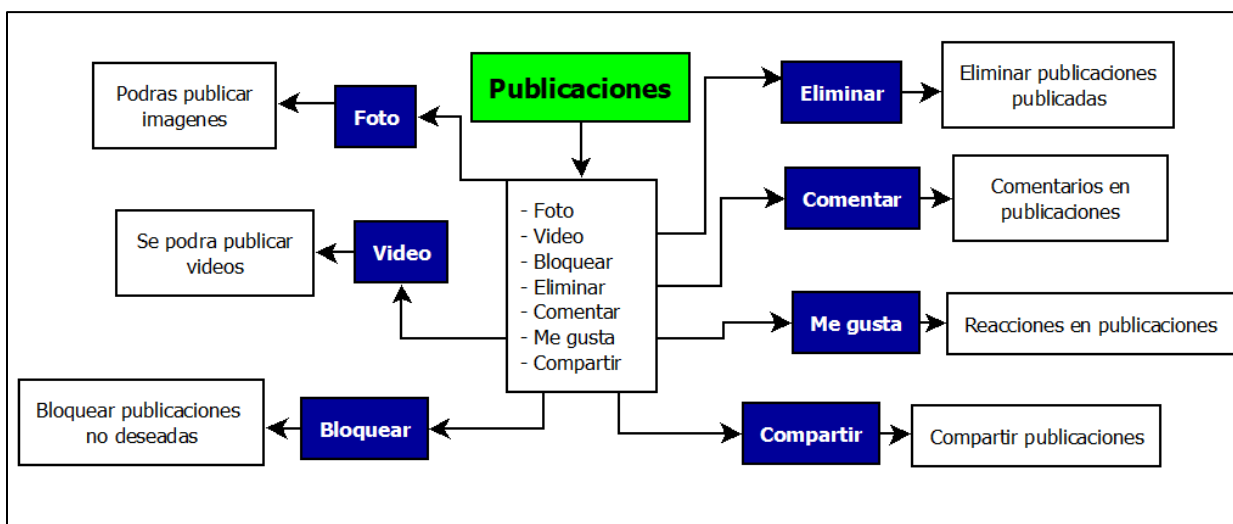 Publicaciones
- Foto
- Video
- Bloquear
- Eliminar
- Comentar
- Me gusta
- Compartir
Foto
Podras publicar
imagenes
Video
Se podra publicar
videos
Bloquear
Bloquear publicaciones
no deseadas
Eliminar
Eliminar publicaciones
publicadas
Comentar
Comentarios en
publicaciones
Me gusta
Reacciones en publicaciones
Compartir
Compartir publicaciones